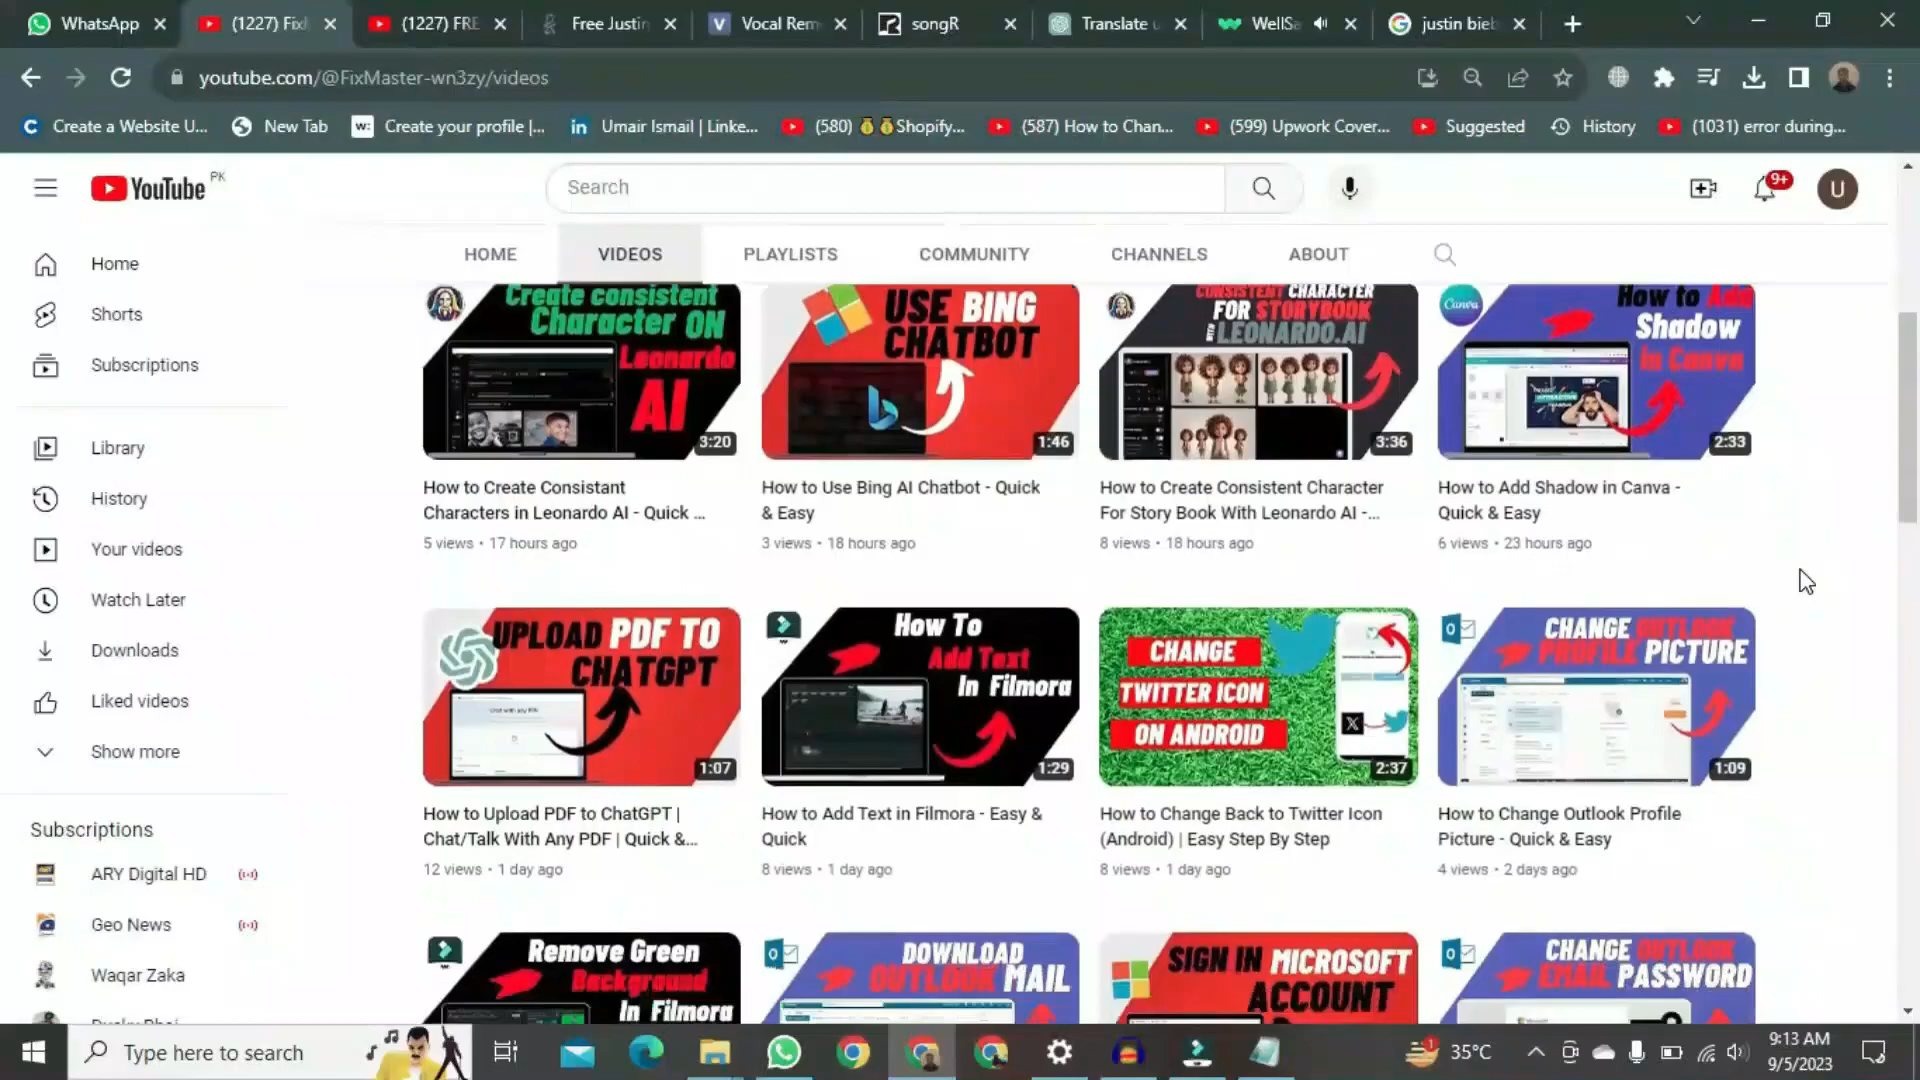 WhatsApp
(1227) Fix
(1227) FRE
Free Justin
Vocal Rem
songR
Translate u
WellSa
justin bieb
youtube.com/@FixMaster-wn3zy/videos
Create a Website U...
New Tab
Create your profile |...
Umair Ismail | Linke...
(580) 💰💰Shopify...
(587) How to Chan...
(599) Upwork Cover...
Suggested
History
(1031) error during...
YouTube PK
Search
9+
U
HOME
VIDEOS
PLAYLISTS
COMMUNITY
CHANNELS
ABOUT
Home
Shorts
Subscriptions
Library
History
Your videos
Watch Later
Downloads
Liked videos
Show more
Subscriptions
ARY Digital HD
Geo News
Waqar Zaka
Create consistent
Character ON
Leonardo
AI
3:20
How to Create Consistant
Characters in Leonardo AI - Quick ...
5 views • 17 hours ago
USE BING
CHATBOT
1:46
How to Use Bing AI Chatbot - Quick
& Easy
3 views • 18 hours ago
CONSISTENT CHARACTER
FOR STORYBOOK
WITH LEONARDO.AI
3:36
How to Create Consistent Character
For Story Book With Leonardo AI -...
8 views • 18 hours ago
Canva
How to Add
Shadow
in Canva
2:33
How to Add Shadow in Canva -
Quick & Easy
6 views • 23 hours ago
UPLOAD PDF TO
CHATGPT
1:07
How to Upload PDF to ChatGPT |
Chat/Talk With Any PDF | Quick &...
12 views • 1 day ago
How To
Add Text
In Filmora
1:29
How to Add Text in Filmora - Easy &
Quick
8 views • 1 day ago
CHANGE
TWITTER ICON
ON ANDROID
2:37
How to Change Back to Twitter Icon
(Android) | Easy Step By Step
8 views • 1 day ago
CHANGE OUTLOOK
PROFILE PICTURE
1:09
How to Change Outlook Profile
Picture - Quick & Easy
4 views • 2 days ago
Remove Green
Background
In Filmora
DOWNLOAD
OUTLOOK MAIL
SIGN IN MICROSOFT
ACCOUNT
CHANGE OUTLOOK
EMAIL PASSWORD
Type here to search
35°C
9:13 AM
9/5/2023